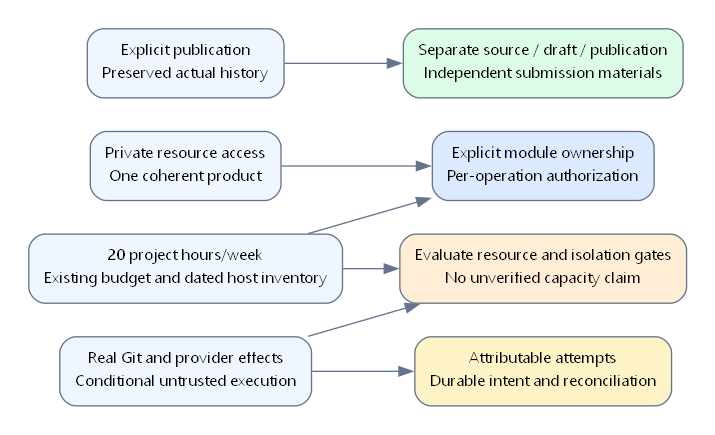 Explicit publication
Preserved actual history
Separate source / draft / publication
Independent submission materials
Private resource access
One coherent product
Explicit module ownership
Per-operation authorization
20 project hours/week
Existing budget and dated host inventory
Evaluate resource and isolation gates
No unverified capacity claim
Real Git and provider effects
Conditional untrusted execution
Attributable attempts
Durable intent and reconciliation